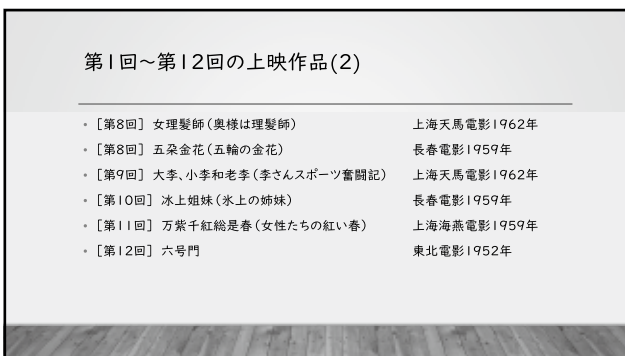 第1回～第12回の上映作品(2)
• [第8回] 女理髪師(奥様は理髪師) 上海天馬電影1962年
• [第8回] 五朶金花(五輪の金花) 長春電影1959年
• [第9回] 大李、小李和老李(李さんスポーツ奮闘記) 上海天馬電影1962年
• [第10回] 冰上姐妹(氷上の姉妹) 長春電影1959年
• [第11回] 万紫千紅総是春(女性たちの紅い春) 上海海燕電影1959年
• [第12回] 六号門 東北電影1952年